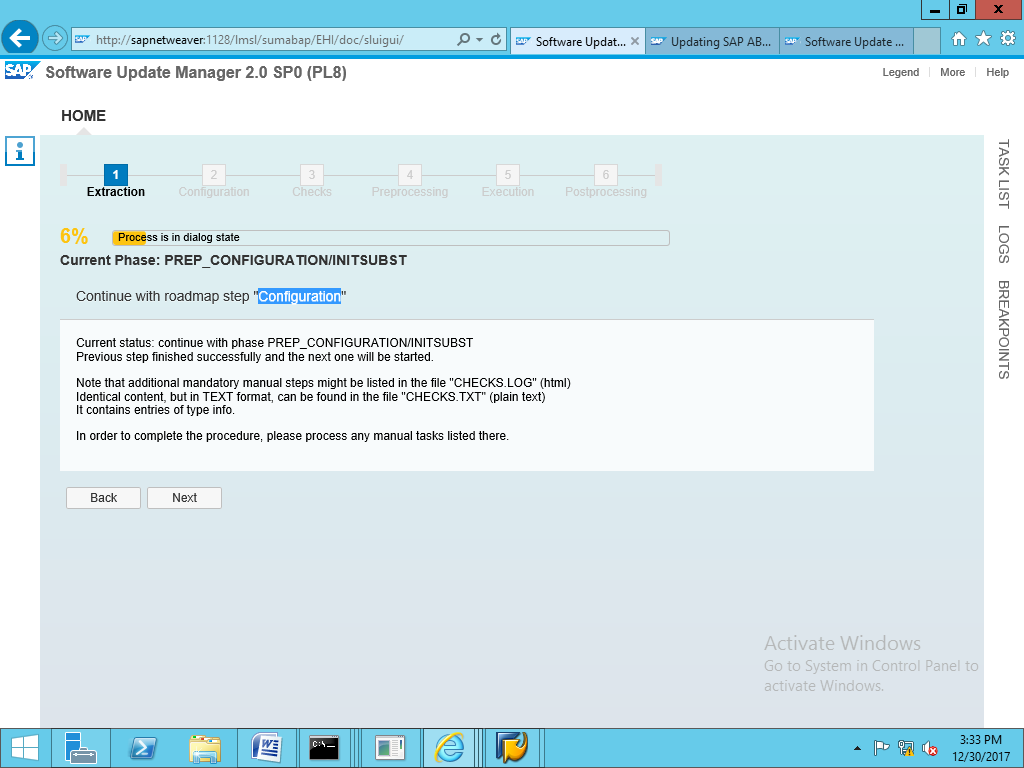 http://sapnetweaver:1128/lmsl/sumabap/EHI/doc/sluigui/
Software Updat...
Updating SAP AB...
Software Update ...
SAP
Software Update Manager 2.0 SP0 (PL8)
Legend
More
Help
HOME
TASK LIST
LOGS
BREAKPOINTS
1 2 3 4 5 6
Extraction Configuration Checks Preprocessing Execution Postprocessing
6%
Process is in dialog state
Current Phase: PREP_CONFIGURATION/INITSUBST
Continue with roadmap step "Configuration"
Current status: continue with phase PREP_CONFIGURATION/INITSUBST
Previous step finished successfully and the next one will be started.
Note that additional mandatory manual steps might be listed in the file "CHECKS.LOG" (html)
Identical content, but in TEXT format, can be found in the file "CHECKS.TXT" (plain text)
It contains entries of type info.
In order to complete the procedure, please process any manual tasks listed there.
Back
Next
Activate Windows
Go to System in Control Panel to
activate Windows.
3:33 PM
12/30/2017